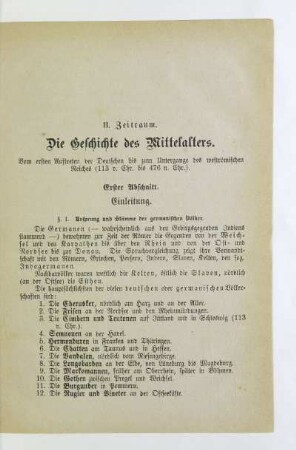 II. Zeitraum.
Die Geschichte des Mittelalters.
Vom ersten Auftreten der Deutschen bis zum Untergange des weströmischen
Reiches (113 v. Chr. bis 476 n. Chr.).
Erster Abschnitt.
Einleitung.
§ 1. Ursprung und Stämme der germanischen Völker.
Die Germanen (— wahrscheinlich aus den Gebirgsgegenden Indiens
stammend —) bewohnten zur Zeit der Römer die Gegenden von der Weich-
sel und den Karpathen bis über den Rhein und von der Ost- u.
Nordsee bis zur Donau. Die Sprachvergleichung zeigt ihre Verwandt-
schaft mit den Römern, Griechen, Persern, Indern, Slaven, Kelten, den sog.
Indogermanen.
Nachbarvölker waren westlich die Kelten, östlich die Slaven, nördlich
(an der Ostsee) die Esthen.
Die hauptsächlichsten der vielen deutschen oder germanischen Völker-
schaften sind:
1. Die Cherusker, nördlich am Harz und an der Aller.
2. Die Friesen an der Nordsee und den Rheinmündungen.
3. Die Cimbern und Teutonen auf Jütland und in Schleswig (113
v. Chr.).
4. Semnonen an der Havel.
5. Hermunduren in Franken und Thüringen.
6. Die Chatten am Taunus und in Hessen.
7. Die Vandalen, nördlich vom Riesengebirge.
8. Die Longobarden an der Elbe, von Lüneburg bis Magdeburg.
9. Die Markomannen, früher am Oberrhein, später in Böhmen.
10. Die Gothen zwischen Pregel und Weichsel.
11. Die Burgunder in Pommern.
12. Die Rugier und Vineter an der Ostseeküste.